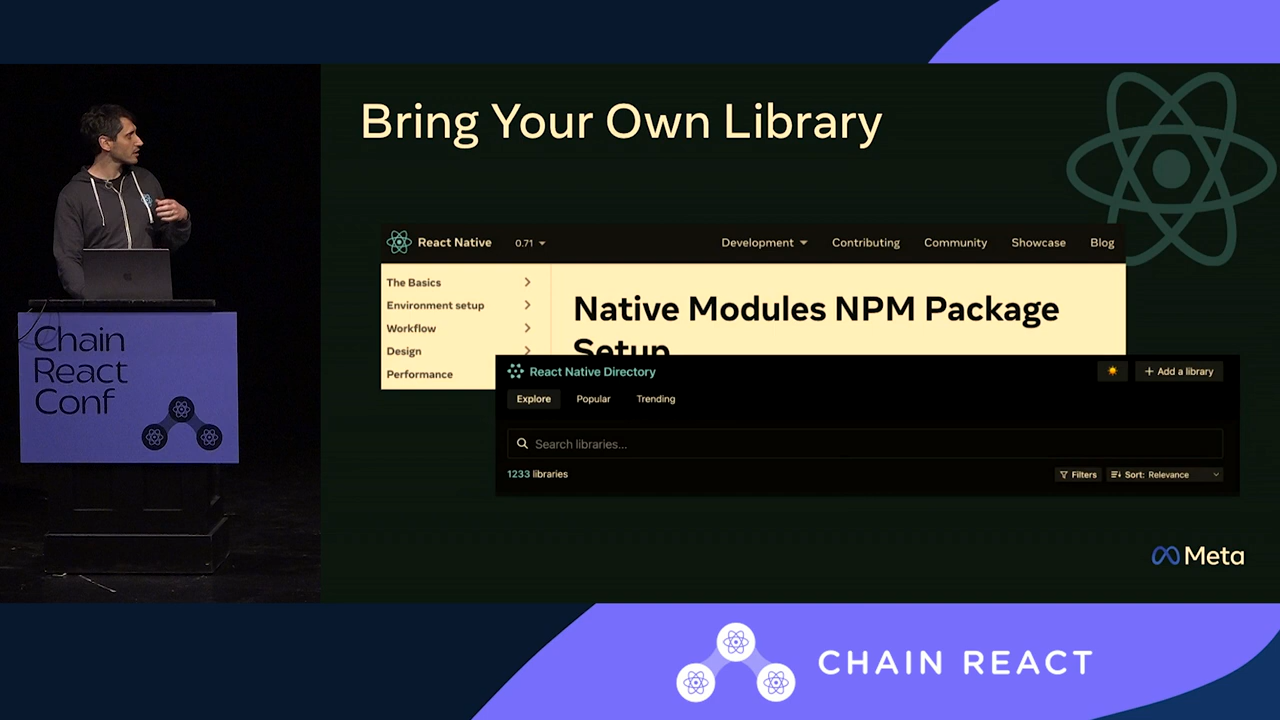 Bring Your Own Library
React Native 0.71 Development Contributing Community Showcase Blog
The Basics
Environment setup
Workflow
Design
Performance
Native Modules NPM Package
Setup
React Native Directory + Add a library
Explore Popular Trending
Search libraries...
1233 libraries Filters Sort: Relevance
Meta
Chain
React
Conf
CHAIN REACT